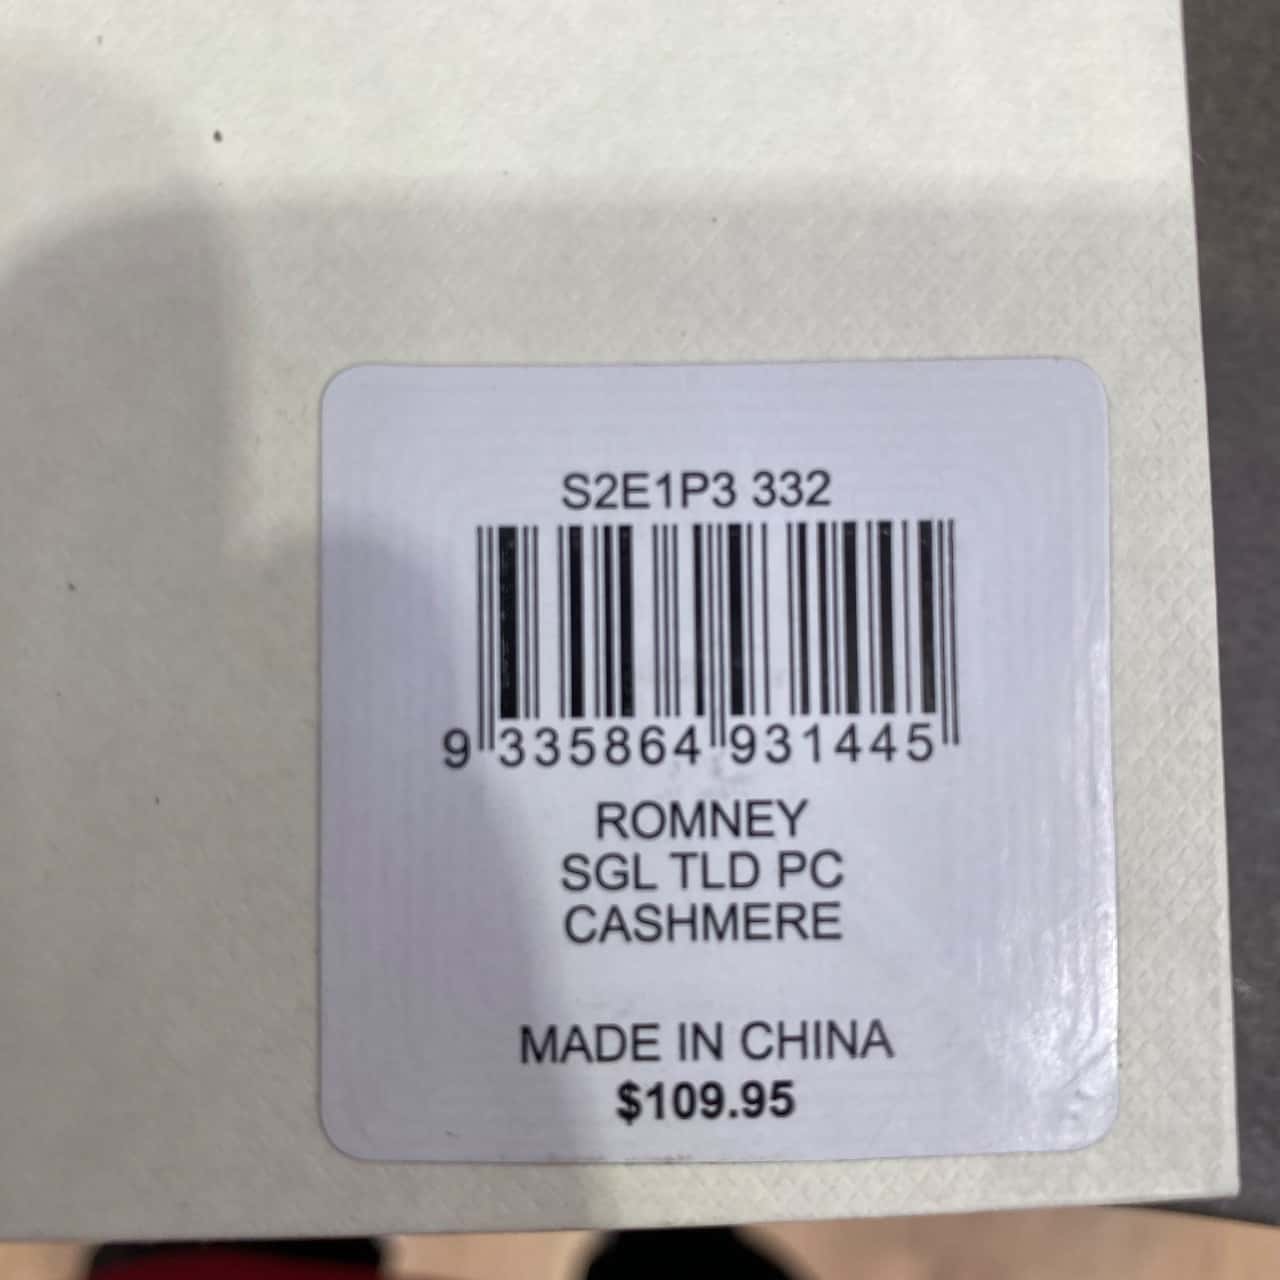 S2E1P3 332
9 335864 931445
ROMNEY
SGL TLD PC
CASHMERE
MADE IN CHINA
$109.95